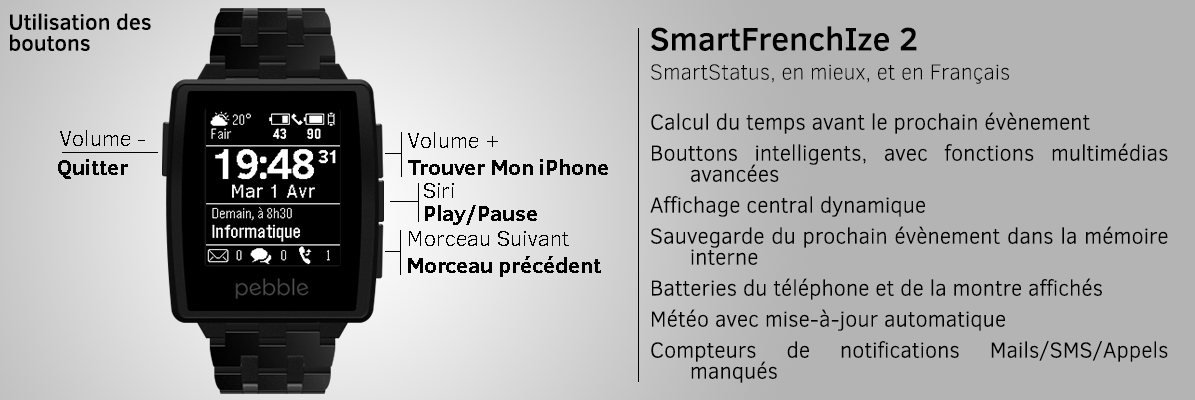 Utilisation des
boutons
Volume -
Quitter
20°
Fair
43 90
19:48 31
Mar 1 Avr
Demain, à 8h30
Informatique
0 0 1
pebble
Volume +
Trouver Mon iPhone
Siri
Play/Pause
Morceau Suivant
Morceau précédent
SmartFrenchIze 2
SmartStatus, en mieux, et en Français
Calcul du temps avant le prochain évènement
Bouttons intelligents, avec fonctions multimédias
avancées
Affichage central dynamique
Sauvegarde du prochain évènement dans la mémoire
interne
Batteries du téléphone et de la montre affichés
Météo avec mise-à-jour automatique
Compteurs de notifications Mails/SMS/Appels
manqués